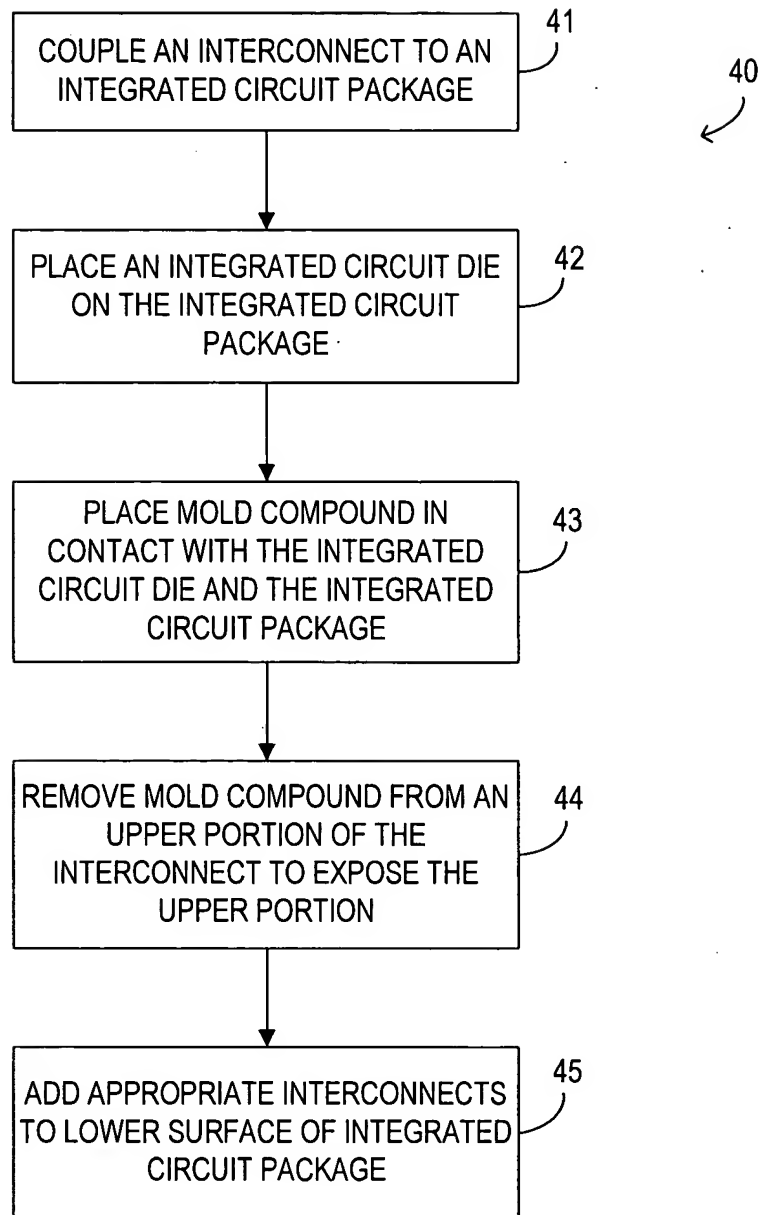 COUPLE AN INTERCONNECT TO AN
INTEGRATED CIRCUIT PACKAGE
41
40
PLACE AN INTEGRATED CIRCUIT DIE
ON THE INTEGRATED CIRCUIT
PACKAGE
42
PLACE MOLD COMPOUND IN
CONTACT WITH THE INTEGRATED
CIRCUIT DIE AND THE INTEGRATED
CIRCUIT PACKAGE
43
REMOVE MOLD COMPOUND FROM AN
UPPER PORTION OF THE
INTERCONNECT TO EXPOSE THE
UPPER PORTION
44
ADD APPROPRIATE INTERCONNECTS
TO LOWER SURFACE OF INTEGRATED
CIRCUIT PACKAGE
45